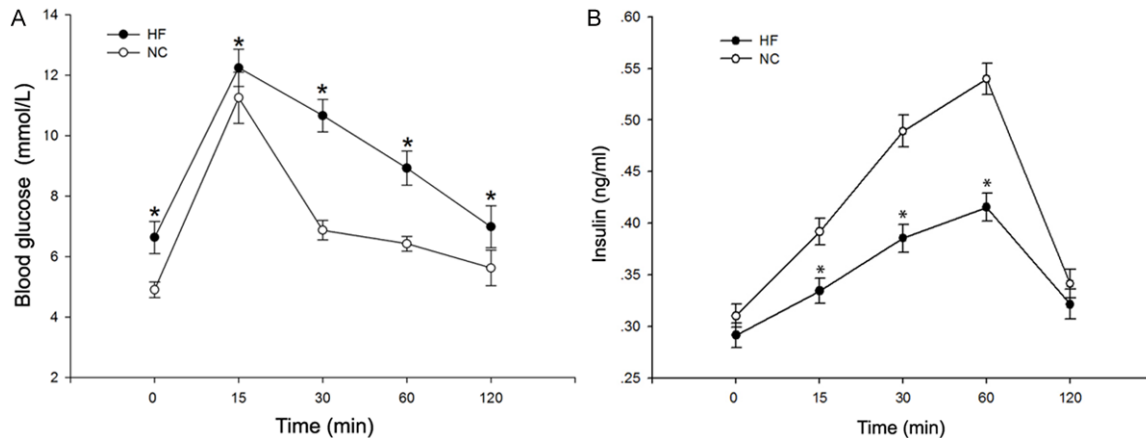 A
HF
NC
14
12
10
8
6
4
2
Blood glucose (mmol/L)
* * * * *
0 15 30 60 120
Time (min)
B
HF
NC
.60
.55
.50
.45
.40
.35
.30
.25
Insulin (ng/ml)
* * *
0 15 30 60 120
Time (min)